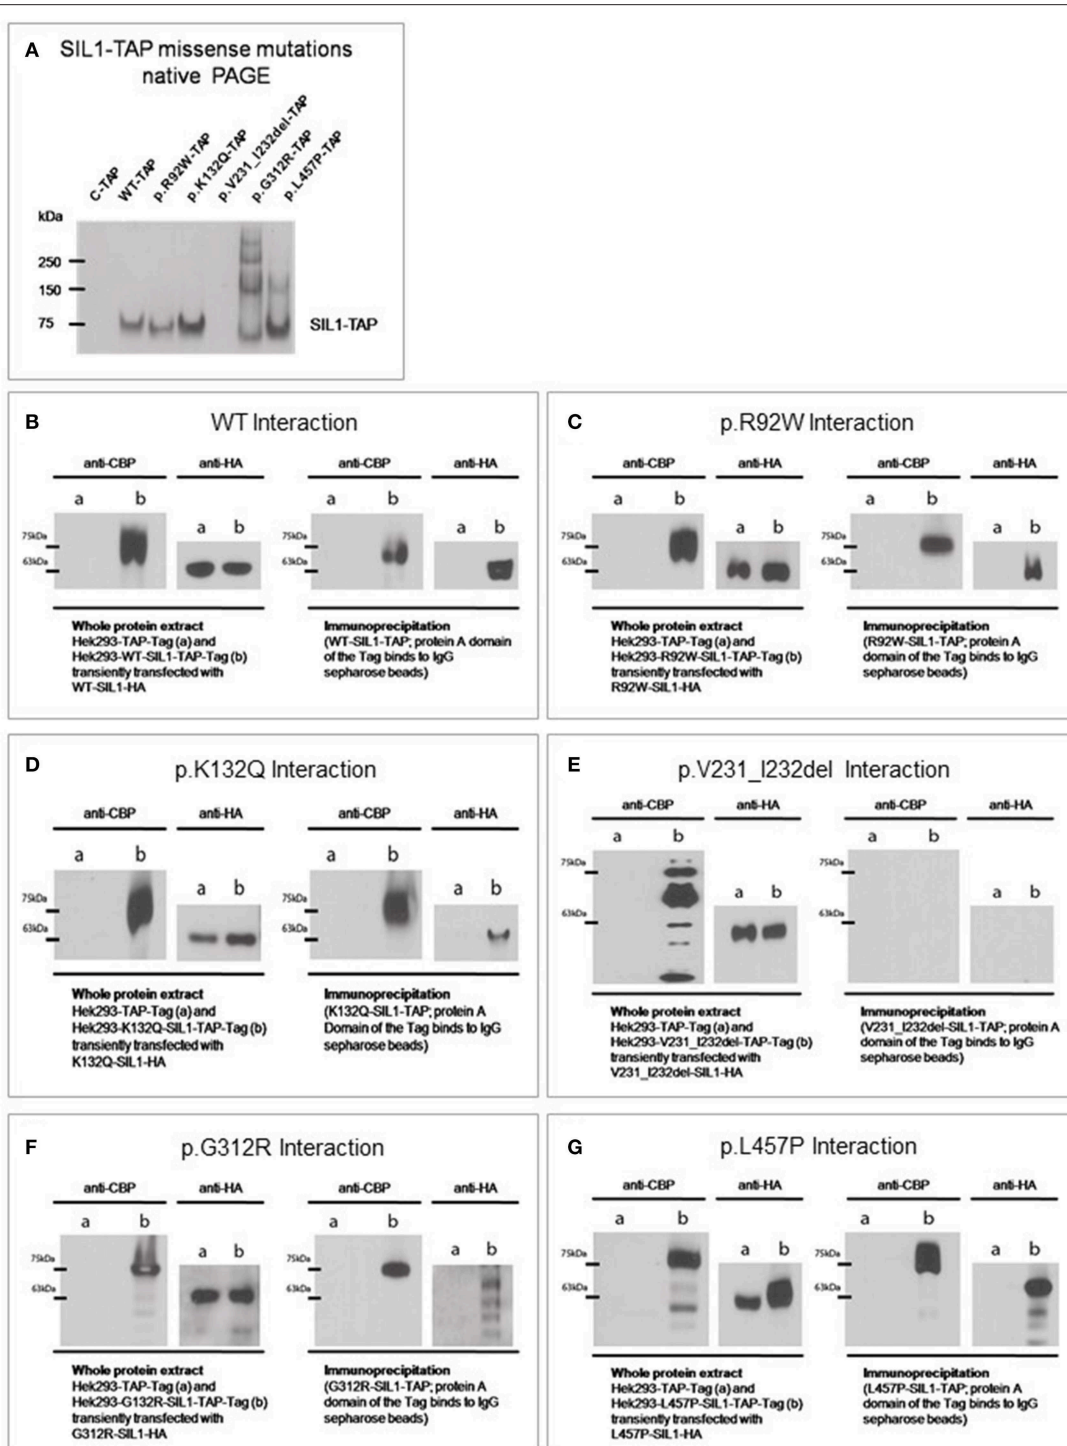 A SIL1-TAP missense mutations
native PAGE
C-TAP
WT-TAP
p.R92W-TAP
p.K132Q-TAP
p.V231_I232del-TAP
p.G312R-TAP
p.L457P-TAP
kDa
250
150
75
SIL1-TAP
B WT Interaction
anti-CBP anti-HA anti-CBP anti-HA
a b a b
a b a b
75kDa 75kDa
63kDa 63kDa
Whole protein extract
Hek293-TAP-Tag (a) and
Hek293-WT-SIL1-TAP-Tag (b)
transiently transfected with
WT-SIL1-HA
Immunoprecipitation
(WT-SIL1-TAP; protein A domain
of the Tag binds to IgG
sepharose beads)
C p.R92W Interaction
anti-CBP anti-HA anti-CBP anti-HA
a b a b
a b a b
75kDa 75kDa
63kDa 63kDa
Whole protein extract
Hek293-TAP-Tag (a) and
Hek293-R92W-SIL1-TAP-Tag (b)
transiently transfected with
R92W-SIL1-HA
Immunoprecipitation
(R92W-SIL1-TAP; protein A
domain of the Tag binds to IgG
sepharose beads)
D p.K132Q Interaction
anti-CBP anti-HA anti-CBP anti-HA
a b a b
a b a b
75kDa 75kDa
63kDa 63kDa
Whole protein extract
Hek293-TAP-Tag (a) and
Hek293-K132Q-SIL1-TAP-Tag (b)
transiently transfected with
K132Q-SIL1-HA
Immunoprecipitation
(K132Q-SIL1-TAP; protein A
Domain of the Tag binds to IgG
sepharose beads)
E p.V231_I232del Interaction
anti-CBP anti-HA anti-CBP anti-HA
a b a b
75kDa 75kDa
a b a b
63kDa 63kDa
Whole protein extract
Hek293-TAP-Tag (a) and
Hek293-V231_I232del-TAP-Tag (b)
transiently transfected with
V231_I232del-SIL1-HA
Immunoprecipitation
(V231_I232del-SIL1-TAP; protein A
domain of the Tag binds to IgG
sepharose beads)
F p.G312R Interaction
anti-CBP anti-HA anti-CBP anti-HA
a b a b
a b a b
75kDa 75kDa
63kDa 63kDa
Whole protein extract
Hek293-TAP-Tag (a) and
Hek293-G132R-SIL1-TAP-Tag (b)
transiently transfected with
G312R-SIL1-HA
Immunoprecipitation
(G312R-SIL1-TAP; protein A
domain of the Tag binds to IgG
sepharose beads)
G p.L457P Interaction
anti-CBP anti-HA anti-CBP anti-HA
a b a b
a b a b
75kDa 75kDa
63kDa 63kDa
Whole protein extract
Hek293-TAP-Tag (a) and
Hek293-L457P-SIL1-TAP-Tag (b)
transiently transfected with
L457P-SIL1-HA
Immunoprecipitation
(L457P-SIL1-TAP; protein A
domain of the Tag binds to IgG
sepharose beads)